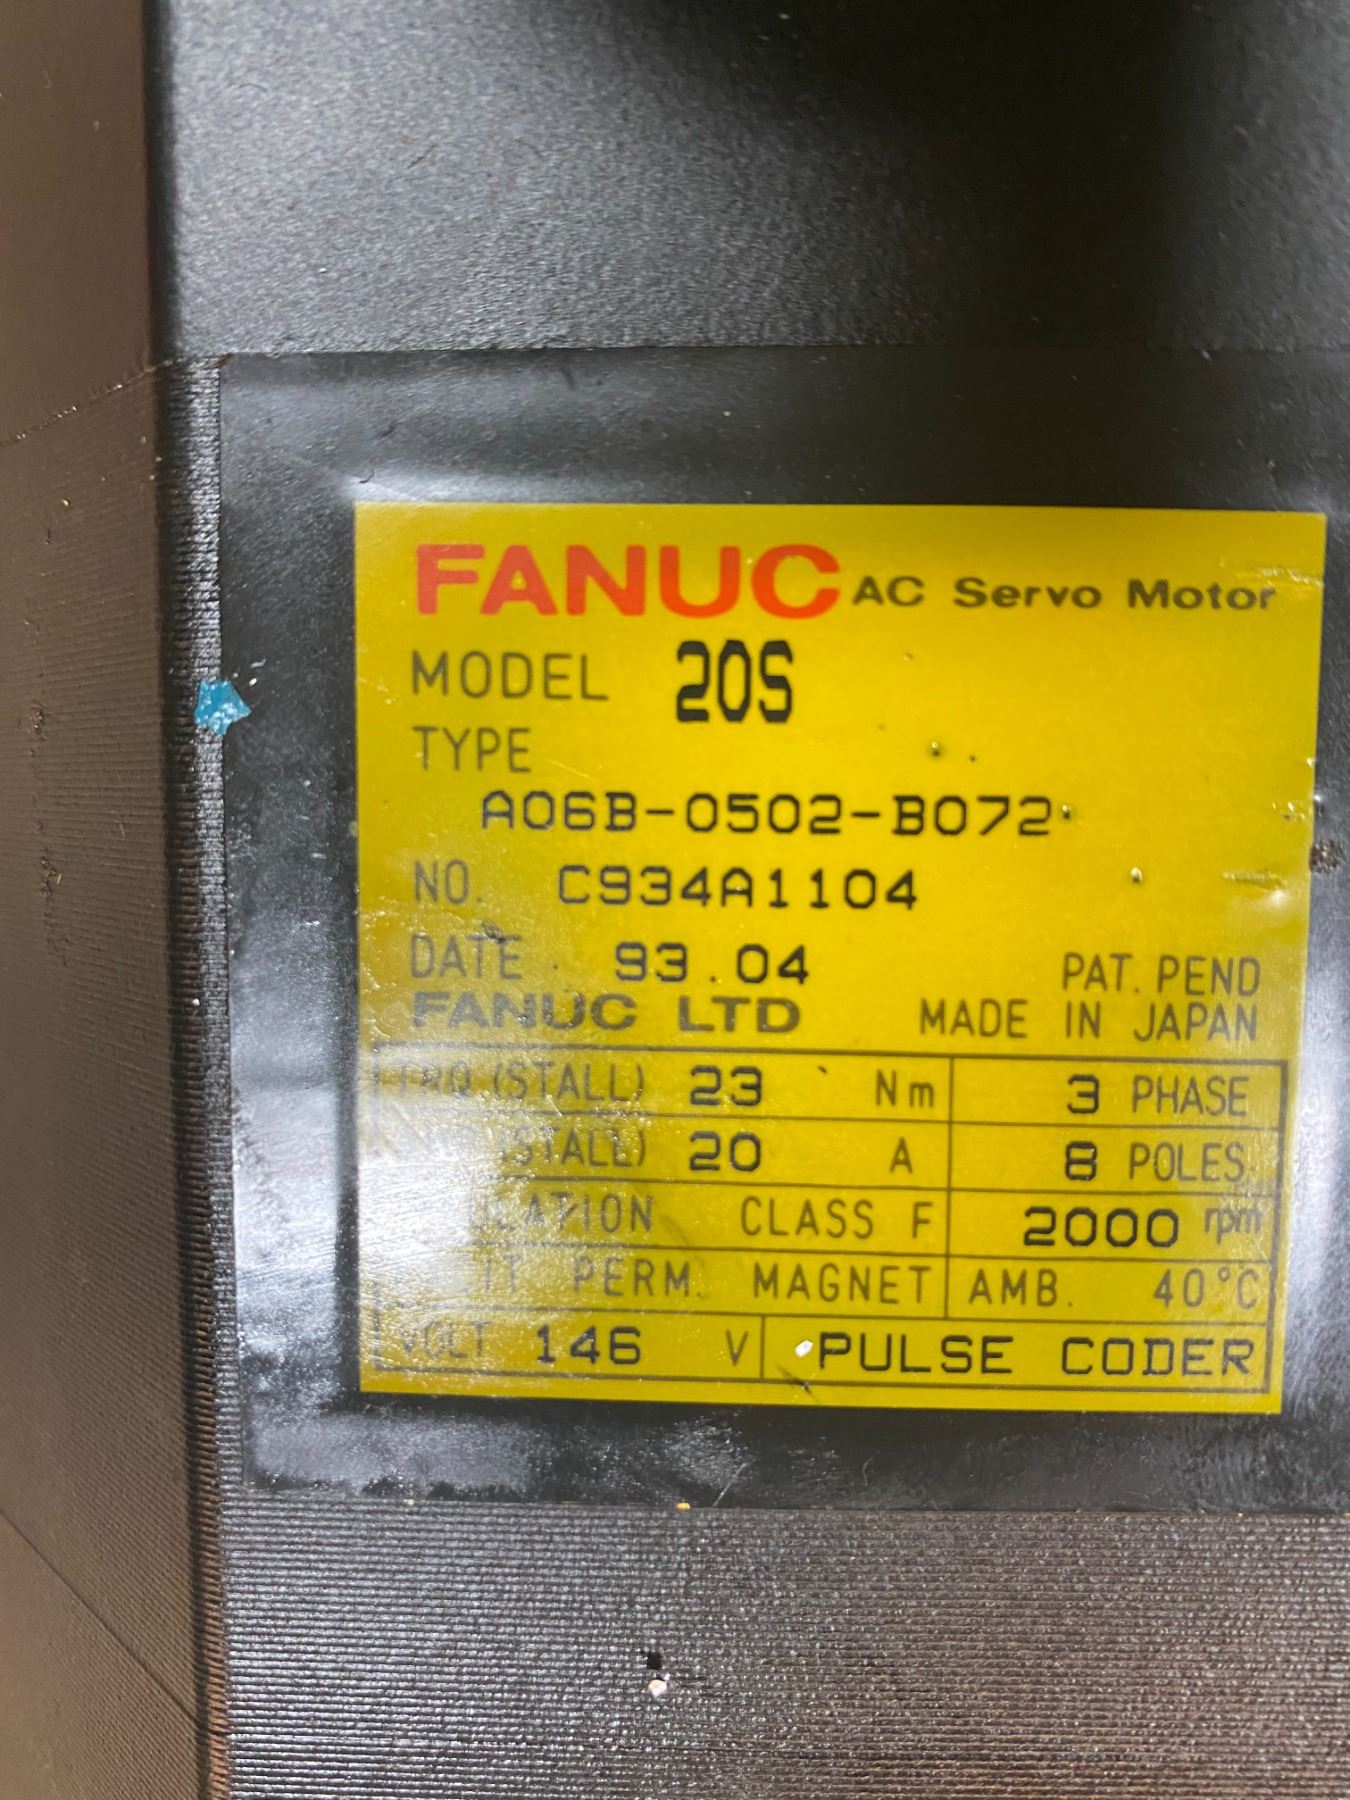 FANUC AC Servo Motor
MODEL 20S
TYPE
A06B-0502-B072
NO. C934A1104
DATE 93.04
PAT. PEND
FANUC LTD MADE IN JAPAN
TRQ (STALL) 23 Nm 3 PHASE
(STALL) 20 A 8 POLES
CLASS F 2000 rpm
PERM. MAGNET AMB. 40°C
VOLT 146 V PULSE CODER